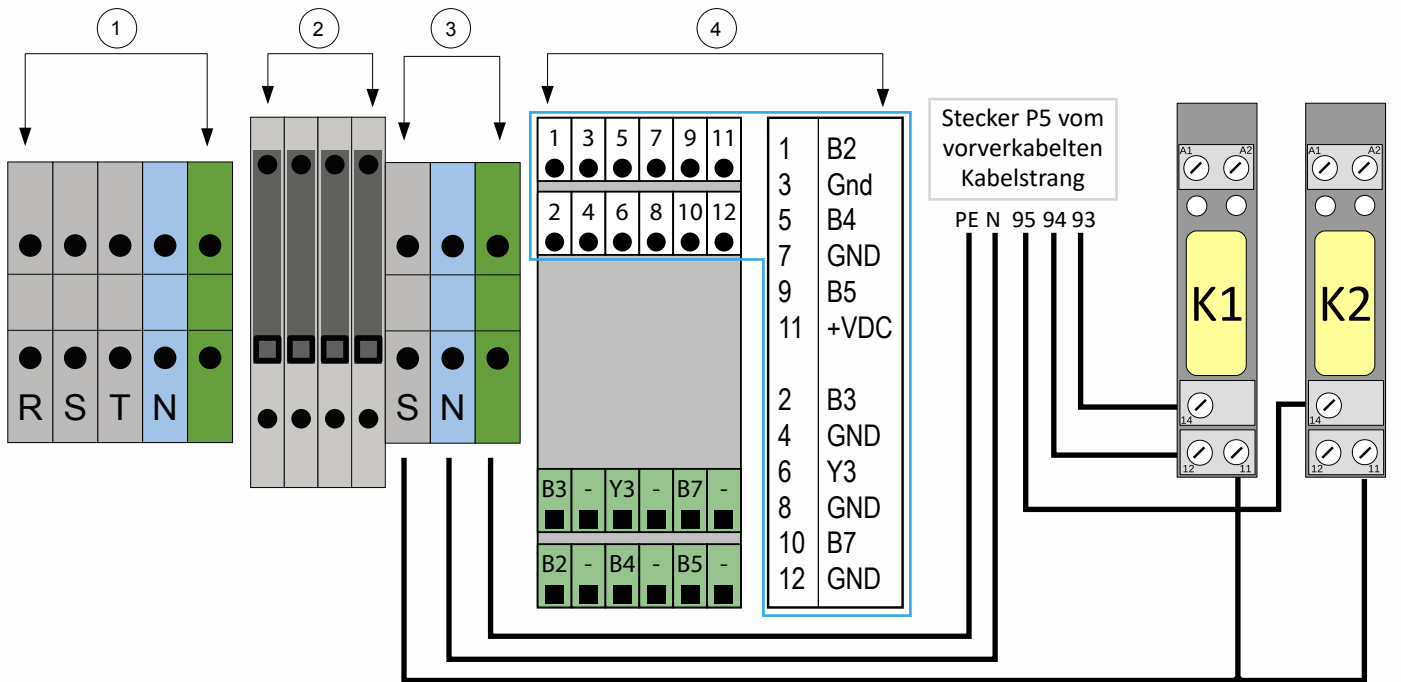 1
2
3
4
R S T N
S N
1 3 5 7 9 11
2 4 6 8 10 12
B3 - Y3 - B7 -
B2 - B4 - B5 -
1 B2
3 Gnd
5 B4
7 GND
9 B5
11 +VDC
2 B3
4 GND
6 Y3
8 GND
10 B7
12 GND
Stecker P5 vom
vorverkabelten
Kabelstrang
PE N 95 94 93
A1 A2
K1
14
12 11
A1 A2
K2
14
12 11